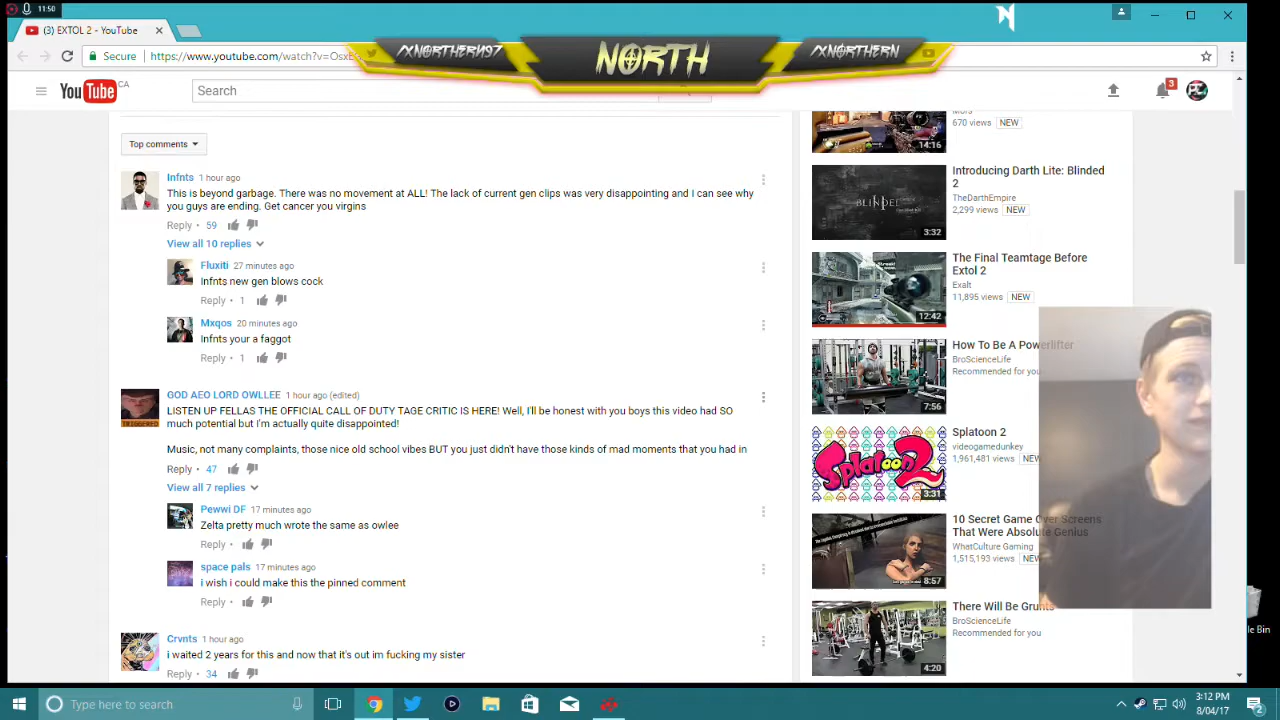 11:50
(3) EXTOL 2 - YouTube
Secure
https://www.youtube.com/watch?v=Osx
/XNORTHERN97
NORTH
/XNORTHERN
YouTube CA
Search
3
Top comments
Infnts 1 hour ago
This is beyond garbage. There was no movement at ALL! The lack of current gen clips was very disappointing and I can see why
you guys are ending. Get cancer you virgins
Reply • 59
View all 10 replies
Fluxiti 27 minutes ago
Infnts new gen blows cock
Reply • 1
Mxqos 20 minutes ago
Infnts your a faggot
Reply • 1
GOD AEO LORD OWLLEE 1 hour ago (edited)
LISTEN UP FELLAS THE OFFICIAL CALL OF DUTY TAGE CRITIC IS HERE! Well, I'll be honest with you boys this video had SO
much potential but I'm actually quite disappointed!
Music, not many complaints, those nice old school vibes BUT you just didn't have those kinds of mad moments that you had in
Reply • 47
View all 7 replies
TRIGGERED
Pewwi DF 17 minutes ago
Zelta pretty much wrote the same as owlee
Reply •
space pals 17 minutes ago
i wish i could make this the pinned comment
Reply •
Crvnts 1 hour ago
i waited 2 years for this and now that it's out im fucking my sister
Reply • 34
670 views NEW
14:16
Introducing Darth Lite: Blinded
2
TheDarthEmpire
2,299 views NEW
3:32
The Final Teamtage Before
Extol 2
Exalt
11,895 views NEW
12:42
How To Be A Powerlifter
BroScienceLife
Recommended for you
7:56
Splatoon 2
videogamedunkey
1,961,481 views NEW
Splatoon 2
3:31
10 Secret Game Over Screens
That Were Absolute Genius
WhatCulture Gaming
1,515,193 views NEW
8:57
There Will Be Grunts
BroScienceLife
Recommended for you
4:20
le Bin
Type here to search
3:12 PM
8/04/17
2